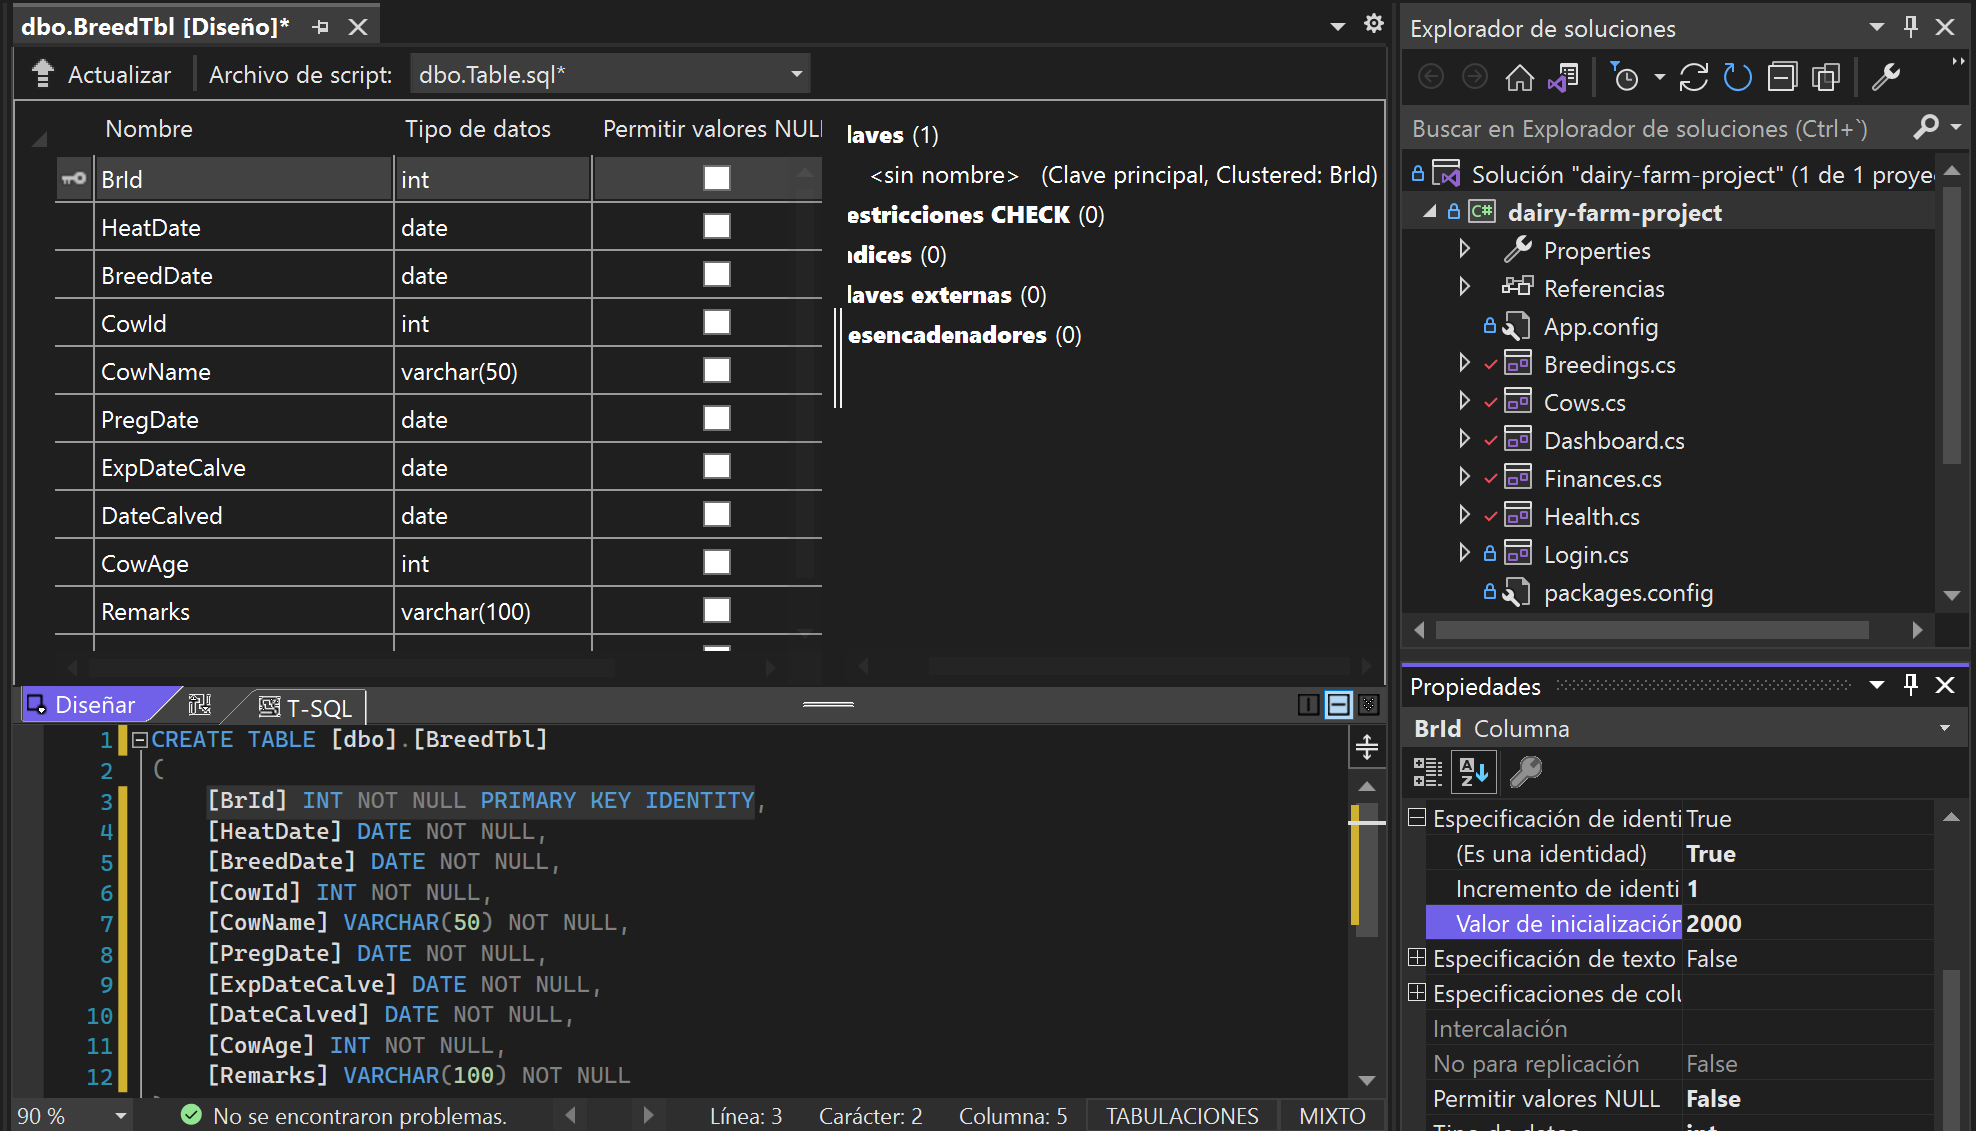 dbo.BreedTbl [Diseño]*
Actualizar
Archivo de script:
dbo.Table.sql*
Nombre
Tipo de datos
Permitir valores NUL
BrId
int
HeatDate
date
BreedDate
date
CowId
int
CowName
varchar(50)
PregDate
date
ExpDateCalve
date
DateCalved
date
CowAge
int
Remarks
varchar(100)
laves (1)
<sin nombre> (Clave principal, Clustered: BrId)
estricciones CHECK (0)
ndices (0)
laves externas (0)
esencadenadores (0)
Diseñar
T-SQL
1 CREATE TABLE [dbo].[BreedTbl]
2 (
3 [BrId] INT NOT NULL PRIMARY KEY IDENTITY,
4 [HeatDate] DATE NOT NULL,
5 [BreedDate] DATE NOT NULL,
6 [CowId] INT NOT NULL,
7 [CowName] VARCHAR(50) NOT NULL,
8 [PregDate] DATE NOT NULL,
9 [ExpDateCalve] DATE NOT NULL,
10 [DateCalved] DATE NOT NULL,
11 [CowAge] INT NOT NULL,
12 [Remarks] VARCHAR(100) NOT NULL
90 %
No se encontraron problemas.
Línea: 3
Carácter: 2
Columna: 5
TABULACIONES
MIXTO
Explorador de soluciones
Buscar en Explorador de soluciones (Ctrl+`)
Solución "dairy-farm-project" (1 de 1 proye
C# dairy-farm-project
Properties
Referencias
App.config
Breedings.cs
Cows.cs
Dashboard.cs
Finances.cs
Health.cs
Login.cs
packages.config
Propiedades
BrId Columna
Especificación de identi True
(Es una identidad) True
Incremento de identi 1
Valor de inicialización 2000
Especificación de texto False
Especificaciones de colu
Intercalación
No para replicación False
Permitir valores NULL False
Tipo de datos int